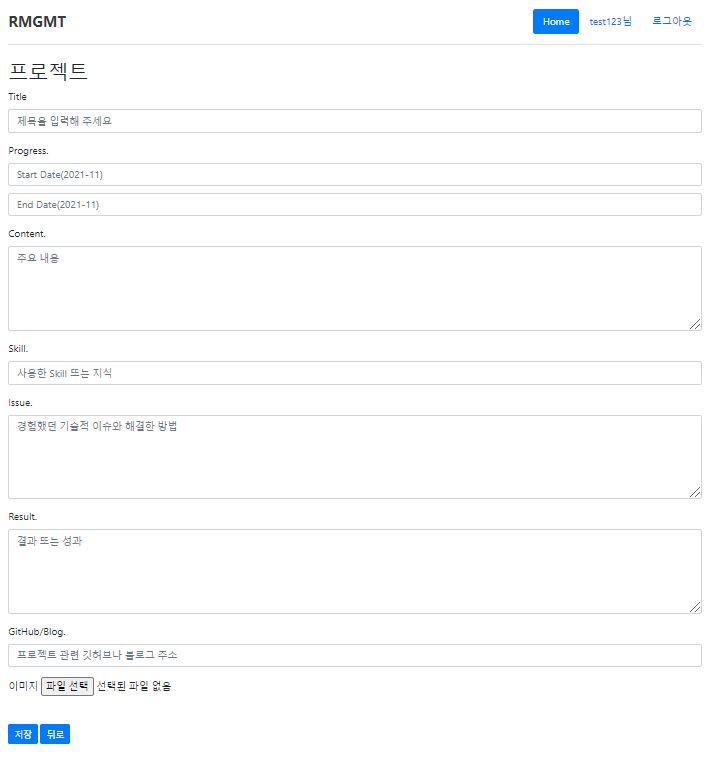 RMGMT
Home test123님 로그아웃
프로젝트
Title
제목을 입력해 주세요
Progress.
Start Date(2021-11)
End Date(2021-11)
Content.
주요 내용
Skill.
사용한 Skill 또는 지식
Issue.
경험했던 기술적 이슈와 해결한 방법
Result.
결과 또는 성과
GitHub/Blog.
프로젝트 관련 깃허브나 블로그 주소
이미지 파일 선택 선택된 파일 없음
저장 뒤로